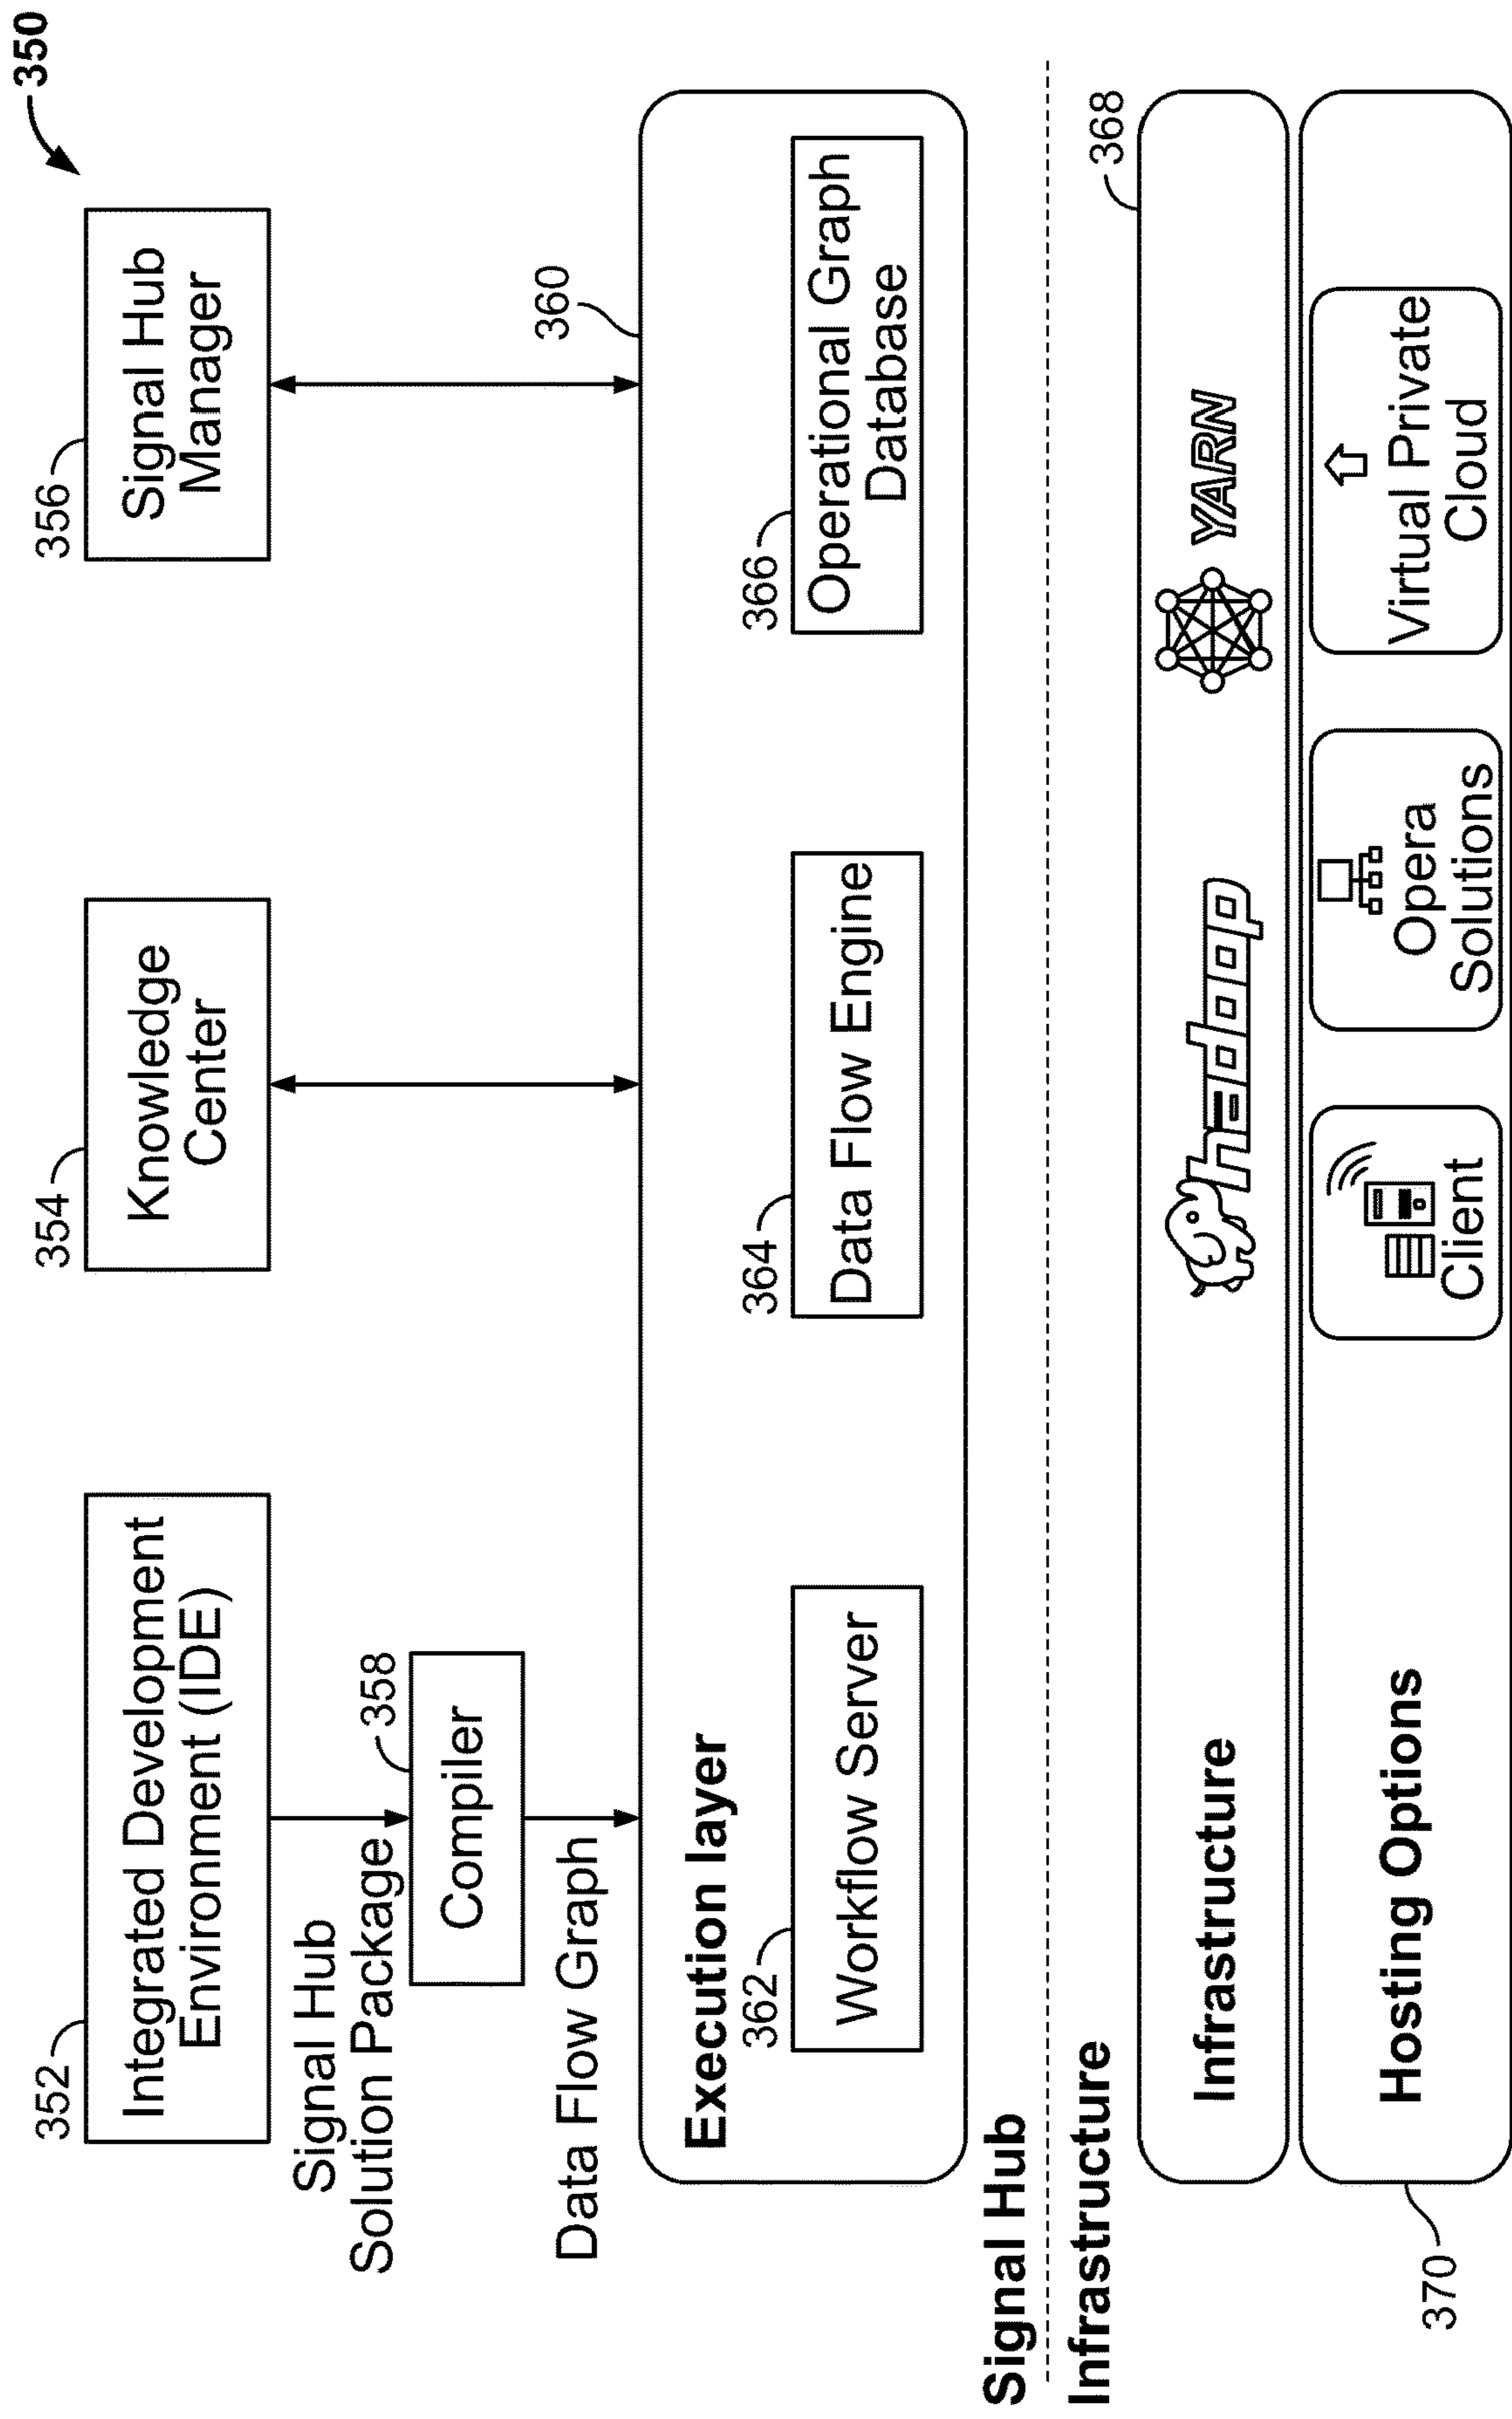 350
352
Integrated Development
Environment (IDE)
354
Knowledge
Center
356
Signal Hub
Manager
Signal Hub
Solution Package
358
Compiler
Data Flow Graph
360
Execution layer
362
Workflow Server
364
Data Flow Engine
366
Operational Graph
Database
Signal Hub
Infrastructure
368
Infrastructure
hadoop
YARN
370
Hosting Options
Client
Opera
Solutions
Virtual Private
Cloud